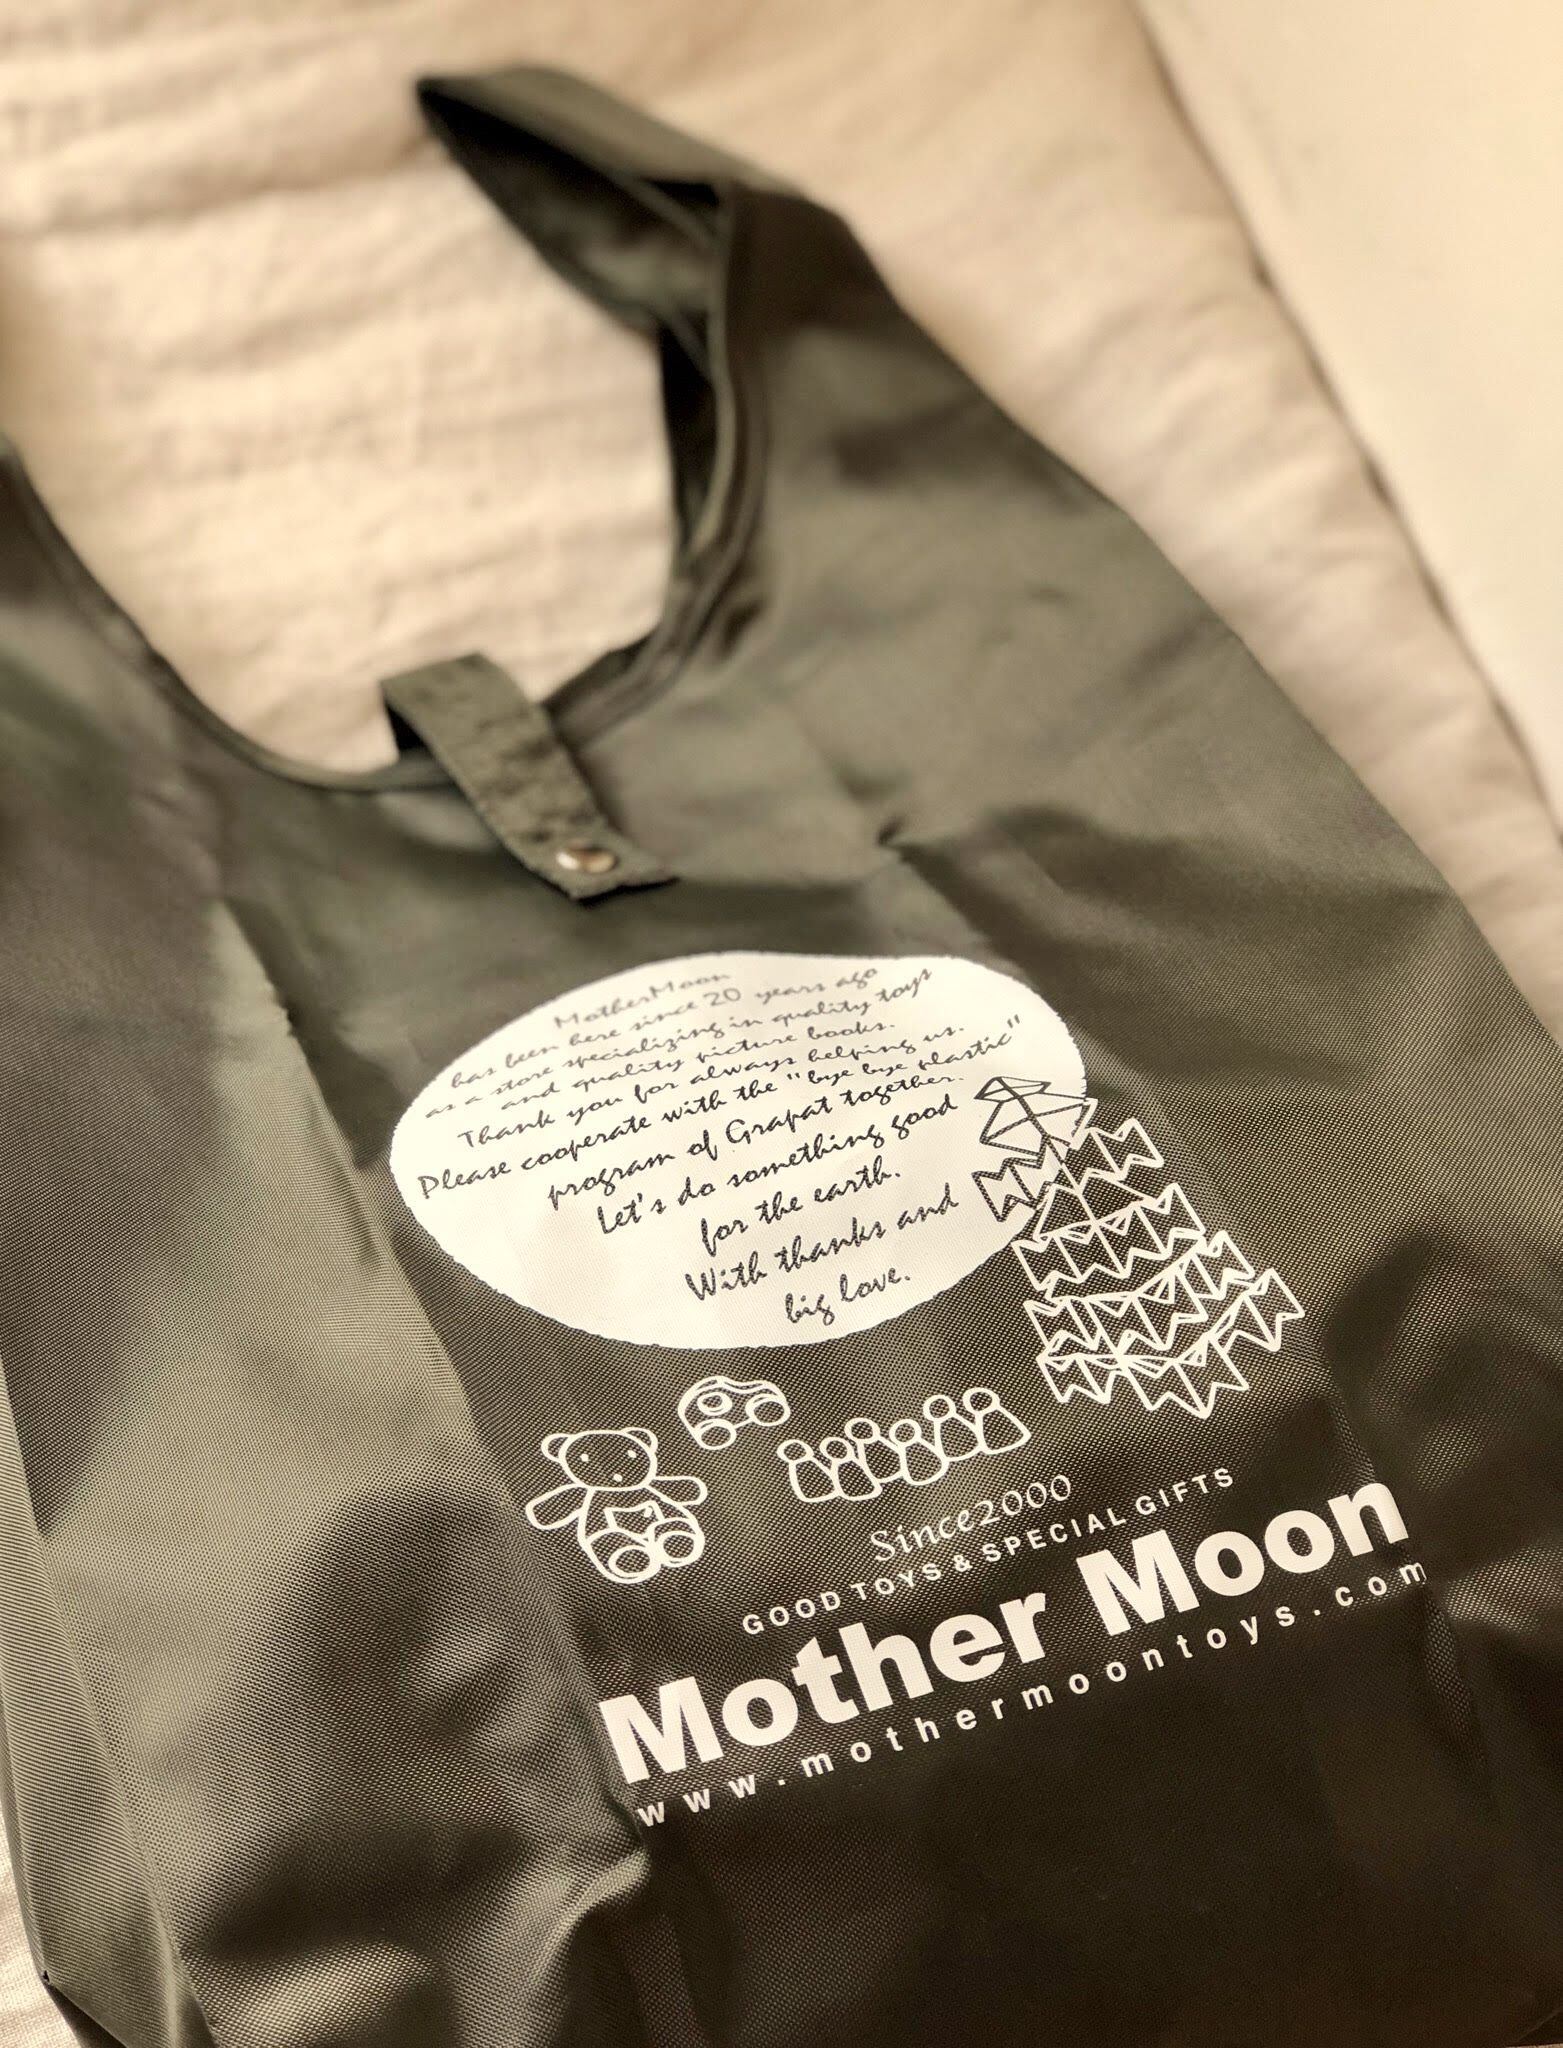 MotherMoon
has been here since 20 years ago
as a store specializing in quality toys
and quality picture books.
Thank you for always helping us.
Please cooperate with the "bye bye plastic"
program of Grapat together.
Let's do something good
for the earth.
With thanks and
big love.
Since2000
GOOD TOYS & SPECIAL GIFTS
Mother Moon
www.mothermoontoys.com